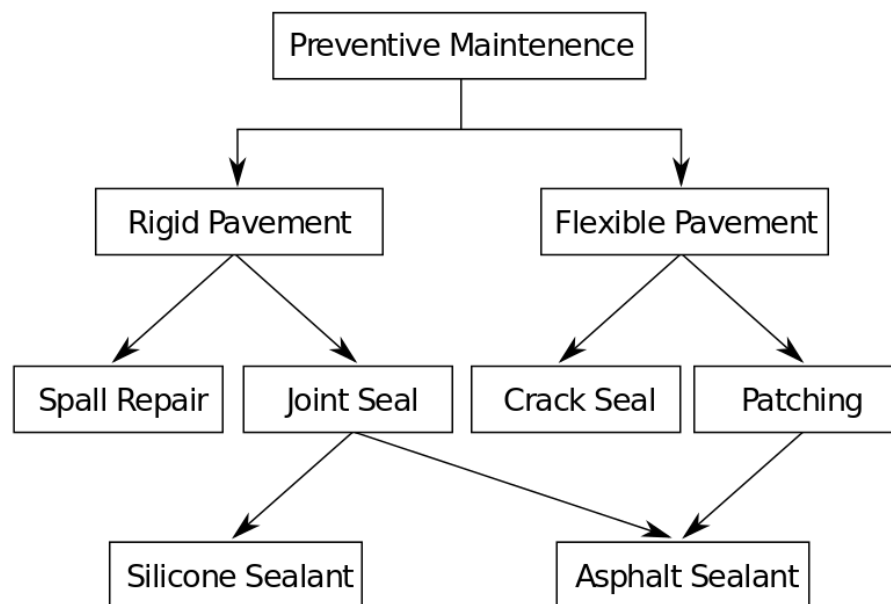 Preventive Maintenence
Rigid Pavement
Flexible Pavement
Spall Repair
Joint Seal
Crack Seal
Patching
Silicone Sealant
Asphalt Sealant